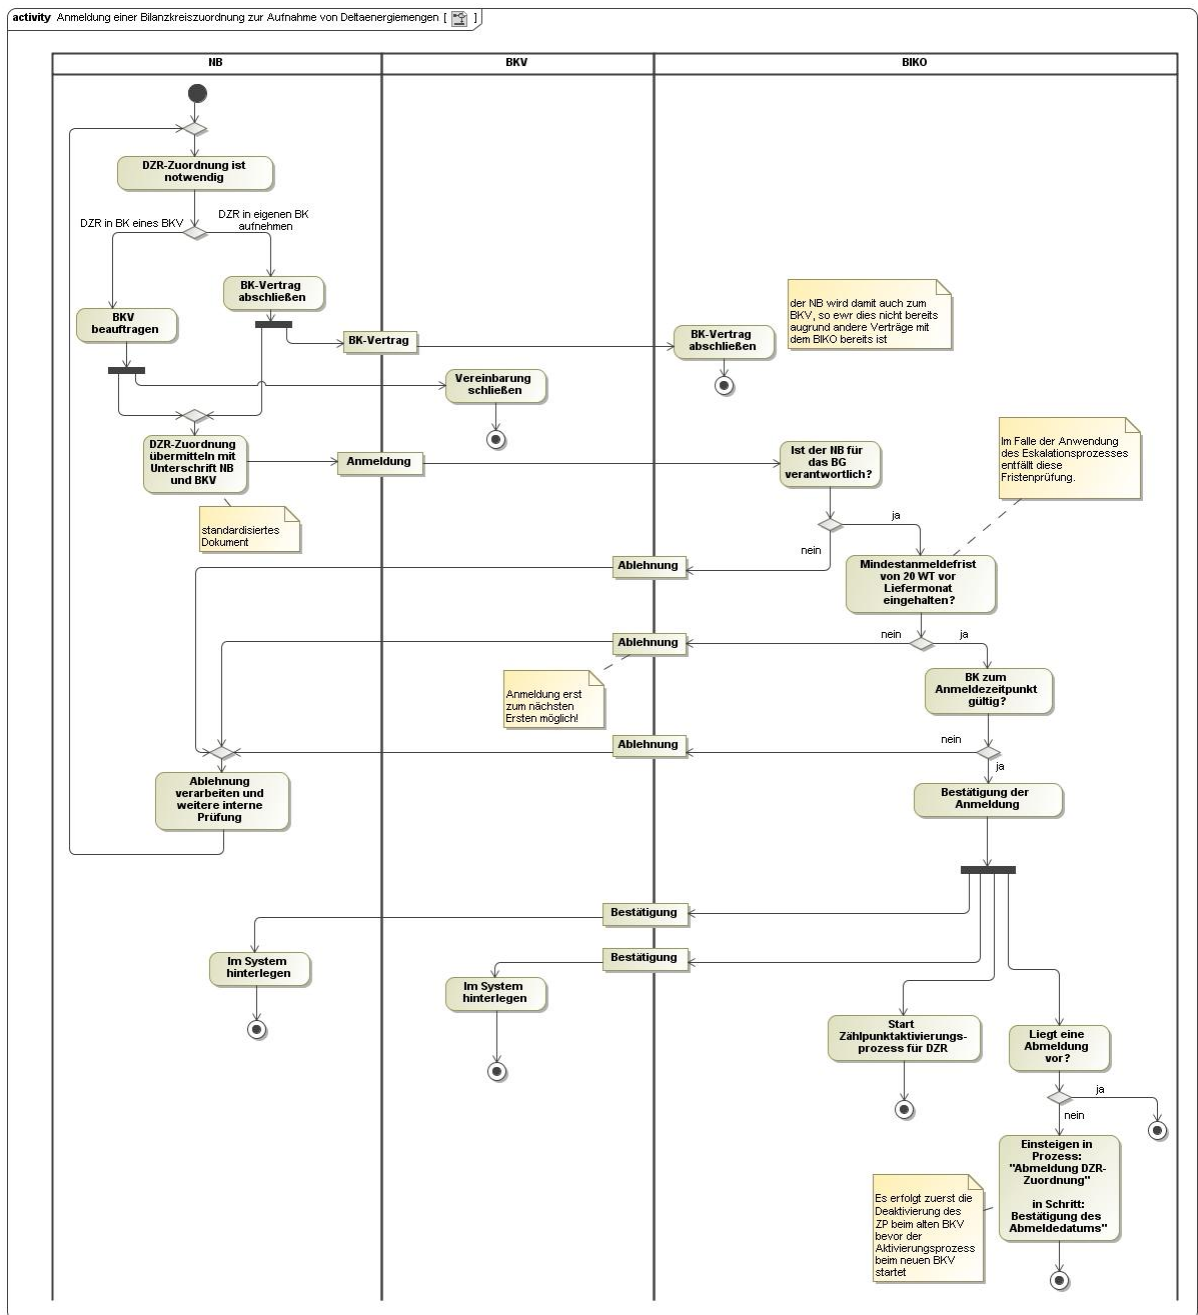 activity Anmeldung einer Bilanzkreiszuordnung zur Aufnahme von Deltaenergiemengen [ ]
NB
BKV
BIKO
DZR-Zuordnung ist
notwendig
DZR in BK eines BKV
DZR in eigenen BK
aufnehmen
BK-Vertrag
abschließen
BKV
beauftragen
BK-Vertrag
BK-Vertrag
abschließen
der NB wird damit auch zum
BKV, so ewr dies nicht bereits
augrund andere Verträge mit
dem BIKO bereits ist
Vereinbarung
schließen
DZR-Zuordnung
übermitteln mit
Unterschrift NB
und BKV
Anmeldung
Ist der NB für
das BG
verantwortlich?
Im Falle der Anwendung
des Eskalationsprozesses
entfällt diese
Fristenprüfung.
standardisiertes
Dokument
ja
nein
Ablehnung
Mindestanmeldefrist
von 20 WT vor
Liefermonat
eingehalten?
nein
ja
Ablehnung
Anmeldung erst
zum nächsten
Ersten möglich!
BK zum
Anmeldezeitpunkt
gültig?
nein
Ablehnung
ja
Ablehnung
verarbeiten und
weitere interne
Prüfung
Bestätigung der
Anmeldung
Bestätigung
Im System
hinterlegen
Bestätigung
Im System
hinterlegen
Start
Zählpunktaktivierungs-
prozess für DZR
Liegt eine
Abmeldung
vor?
ja
nein
Einsteigen in
Prozess:
"Abmeldung DZR-
Zuordnung"
in Schritt:
Bestätigung des
Abmeldedatums"
Es erfolgt zuerst die
Deaktivierung des
ZP beim alten BKV
bevor der
Aktivierungsprozess
beim neuen BKV
startet